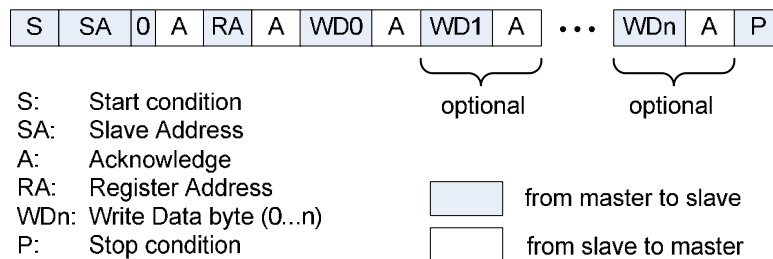 S SA 0 A RA A WD0 A WD1 A ••• WDn A P
optional optional
S: Start condition
SA: Slave Address
A: Acknowledge
RA: Register Address
WDn: Write Data byte (0...n)
P: Stop condition
from master to slave
from slave to master